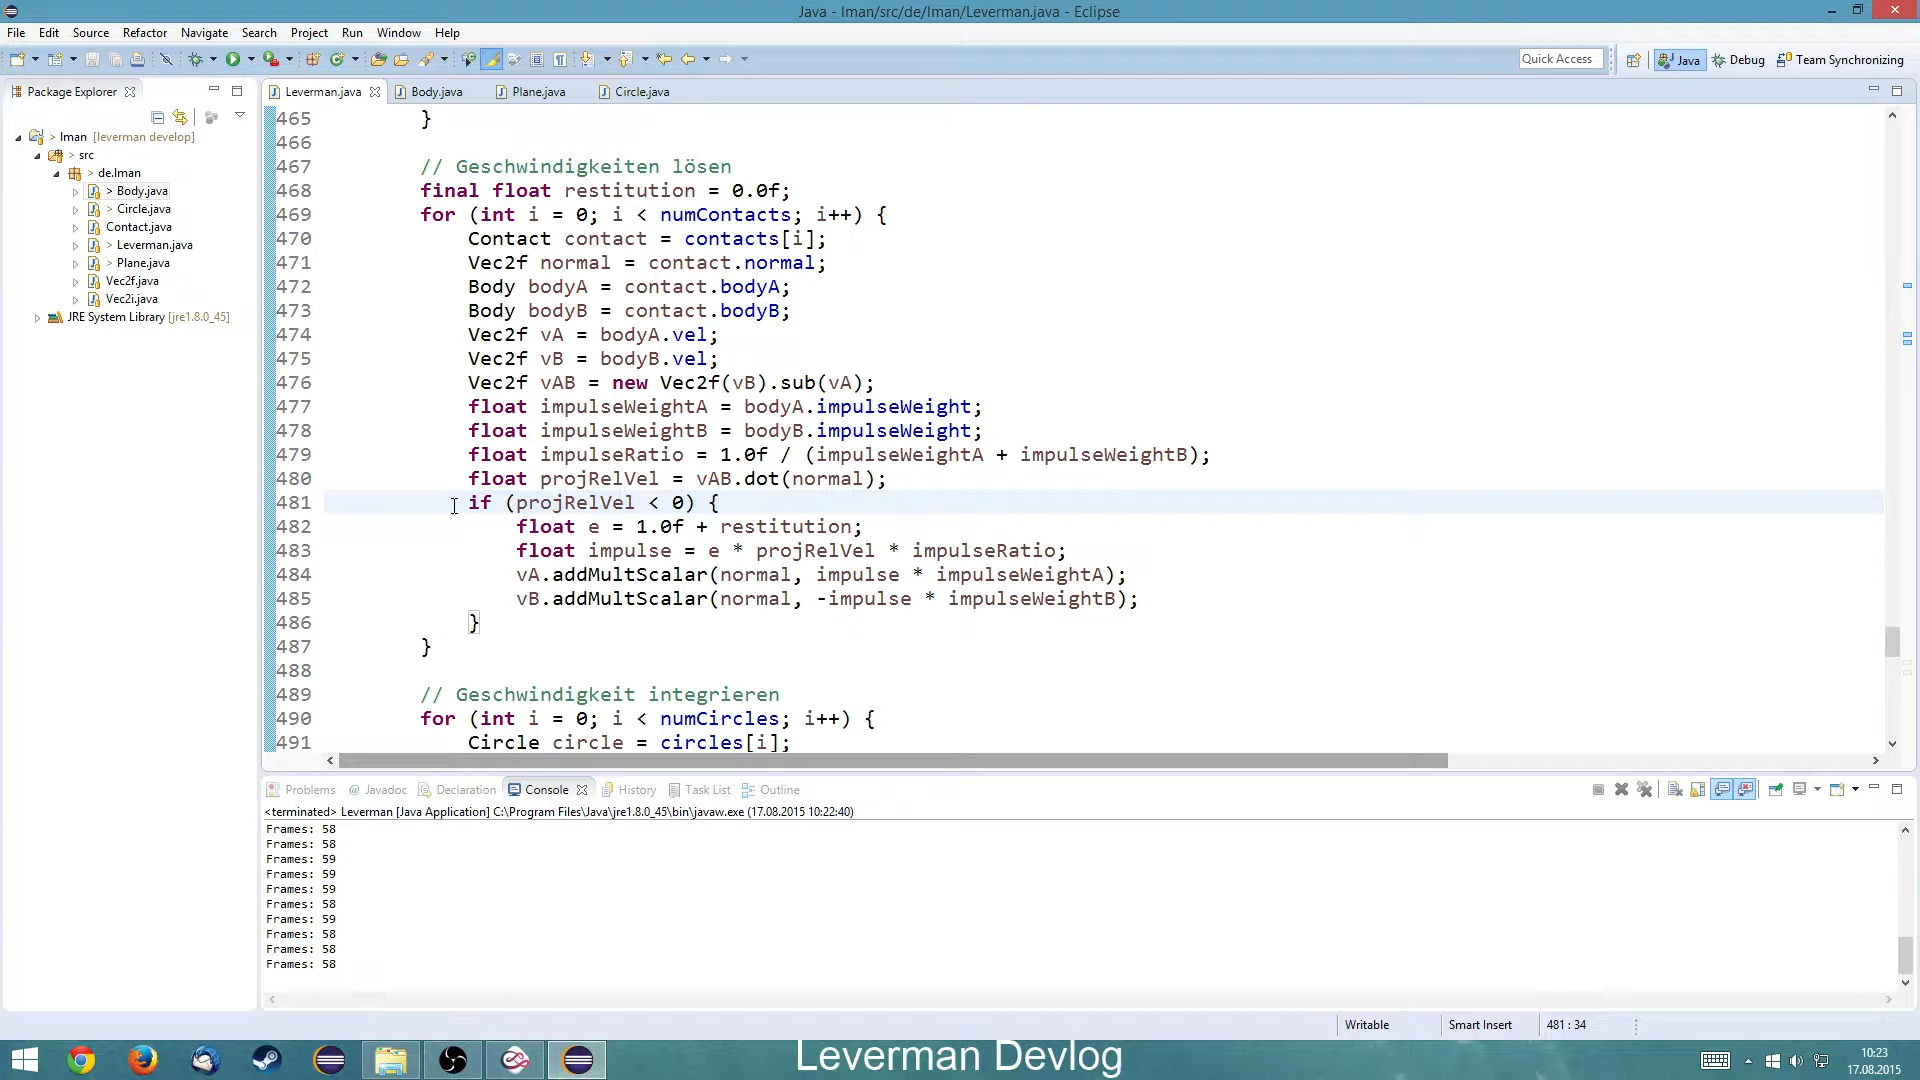 Java - lman/src/de/lman/Leverman.java - Eclipse
File Edit Source Refactor Navigate Search Project Run Window Help
Quick Access Java Debug Team Synchronizing
Package Explorer
> lman [leverman develop]
> src
> de.lman
> Body.java
> Circle.java
Contact.java
> Leverman.java
> Plane.java
Vec2f.java
Vec2i.java
JRE System Library [jre1.8.0_45]
Leverman.java Body.java Plane.java Circle.java
465 }
466
467 // Geschwindigkeiten lösen
468 final float restitution = 0.0f;
469 for (int i = 0; i < numContacts; i++) {
470 Contact contact = contacts[i];
471 Vec2f normal = contact.normal;
472 Body bodyA = contact.bodyA;
473 Body bodyB = contact.bodyB;
474 Vec2f vA = bodyA.vel;
475 Vec2f vB = bodyB.vel;
476 Vec2f vAB = new Vec2f(vB).sub(vA);
477 float impulseWeightA = bodyA.impulseWeight;
478 float impulseWeightB = bodyB.impulseWeight;
479 float impulseRatio = 1.0f / (impulseWeightA + impulseWeightB);
480 float projRelVel = vAB.dot(normal);
481 if (projRelVel < 0) {
482 float e = 1.0f + restitution;
483 float impulse = e * projRelVel * impulseRatio;
484 vA.addMultScalar(normal, impulse * impulseWeightA);
485 vB.addMultScalar(normal, -impulse * impulseWeightB);
486 }
487 }
488
489 // Geschwindigkeit integrieren
490 for (int i = 0; i < numCircles; i++) {
491 Circle circle = circles[i];
Problems @ Javadoc Declaration Console History Task List Outline
<terminated> Leverman [Java Application] C:\Program Files\Java\jre1.8.0_45\bin\javaw.exe (17.08.2015 10:22:40)
Frames: 58
Frames: 58
Frames: 59
Frames: 59
Frames: 59
Frames: 58
Frames: 59
Frames: 58
Frames: 58
Frames: 58
Writable Smart Insert 481 : 34
Leverman Devlog
10:23
17.08.2015